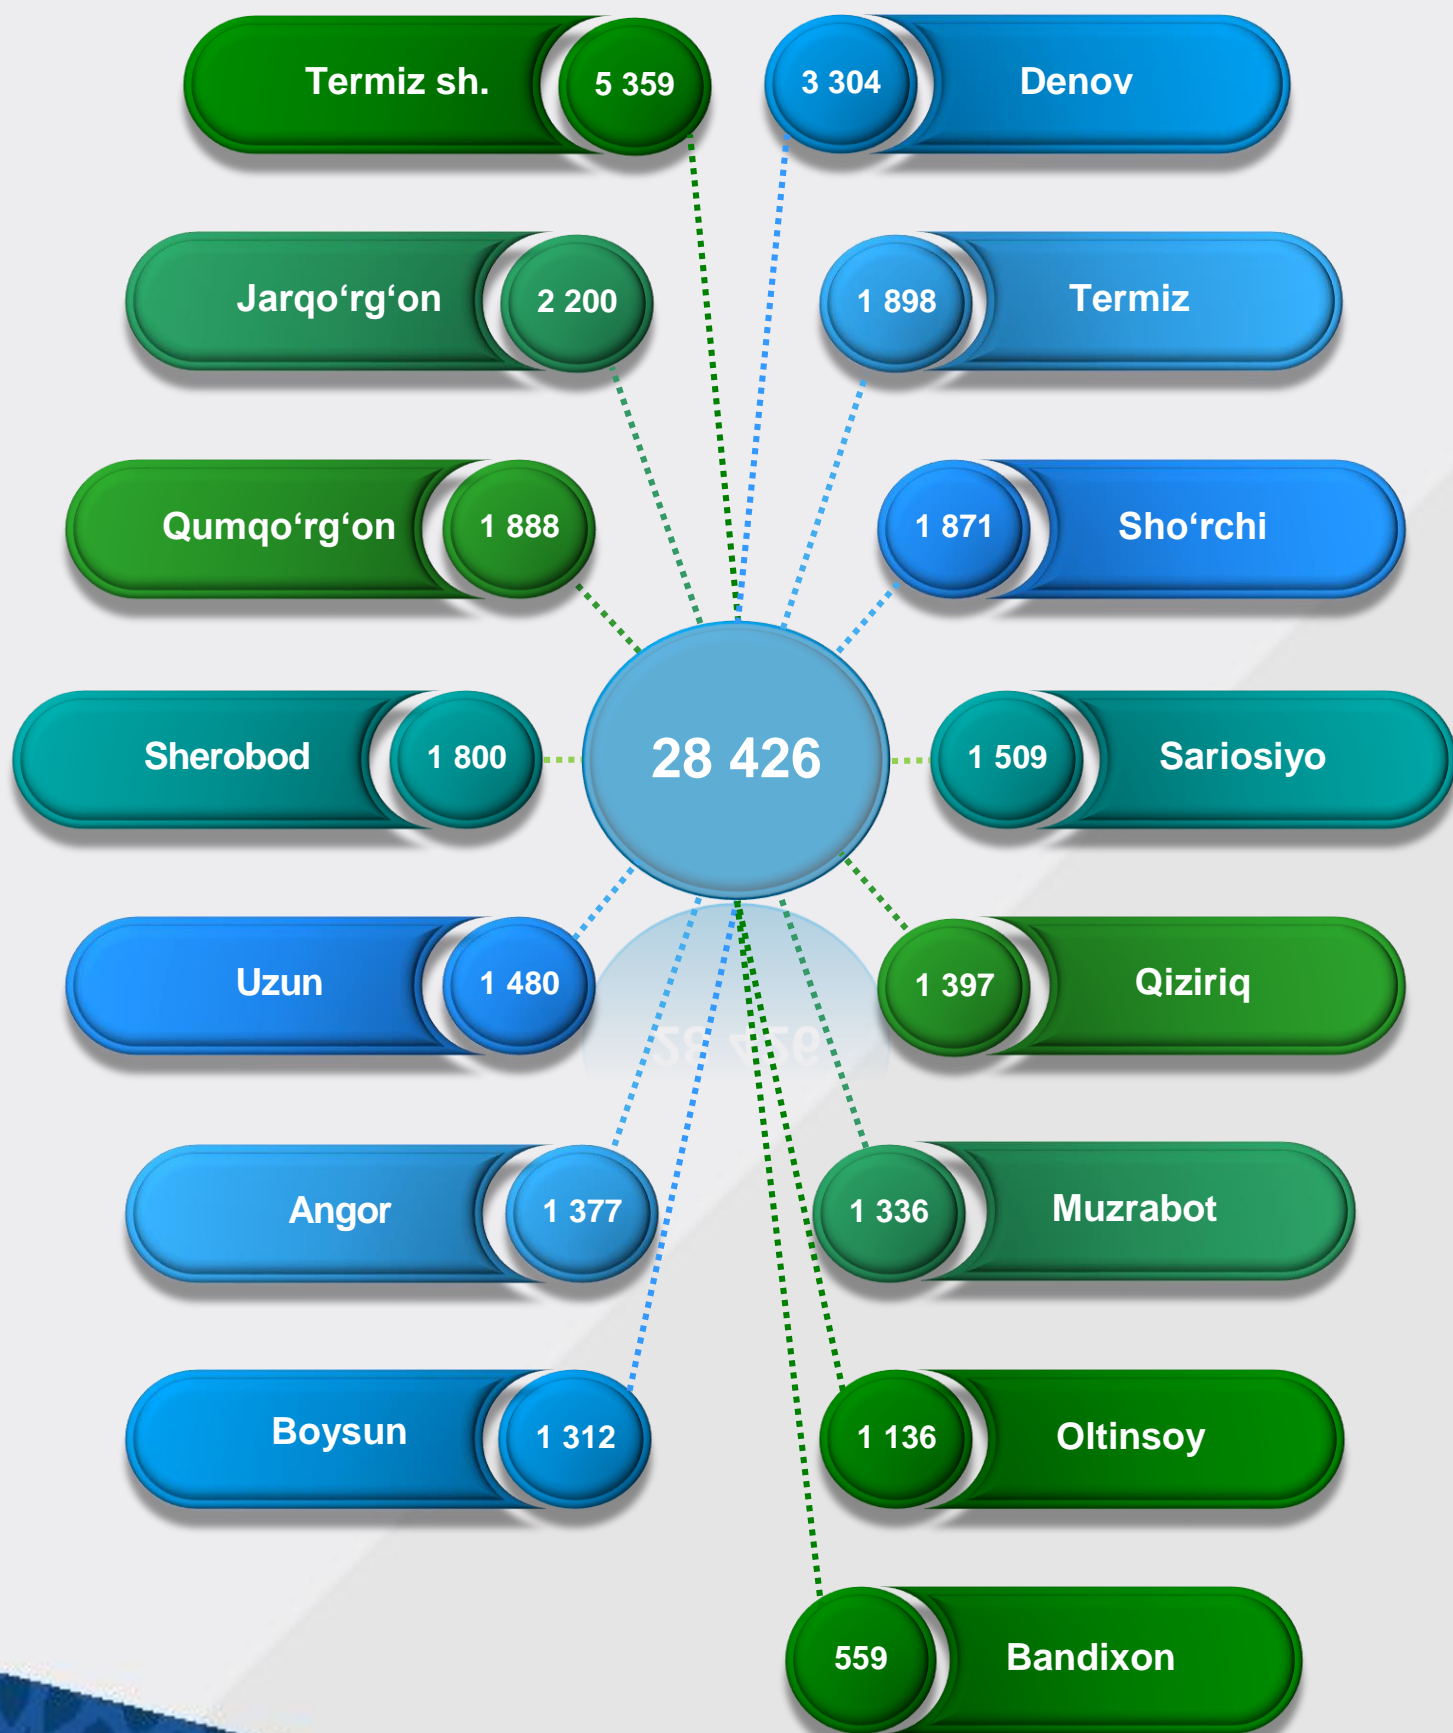 Termiz sh. 5 359
3 304 Denov
Jarqo‘rg‘on 2 200
1 898 Termiz
Qumqo‘rg‘on 1 888
1 871 Sho‘rchi
28 426
Sherobod 1 800
1 509 Sariosiyo
Uzun 1 480
1 397 Qiziriq
28 426
Angor 1 377
1 336 Muzrabot
Boysun 1 312
1 136 Oltinsoy
559 Bandixon